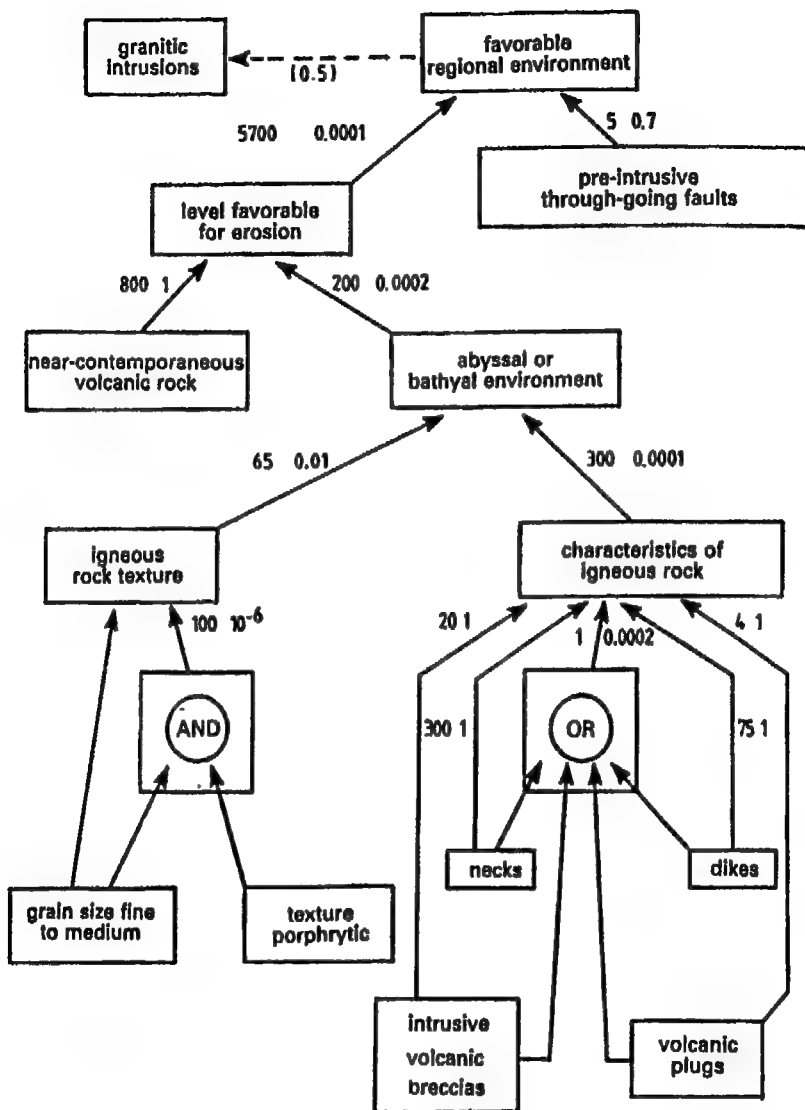 granitic
intrusions
favorable
regional environment
(0.5)
5700 0.0001
5 0.7
pre-intrusive
through-going faults
level favorable
for erosion
800 1
200 0.0002
near-contemporaneous
volcanic rock
abyssal or
bathyal environment
65 0.01
300 0.0001
igneous
rock texture
characteristics of
igneous rock
100 10⁻⁶
20 1
1 0.0002
4 1
AND
300 1
OR
75 1
necks
dikes
grain size fine
to medium
texture
porphrytic
intrusive
volcanic
breccias
volcanic
plugs